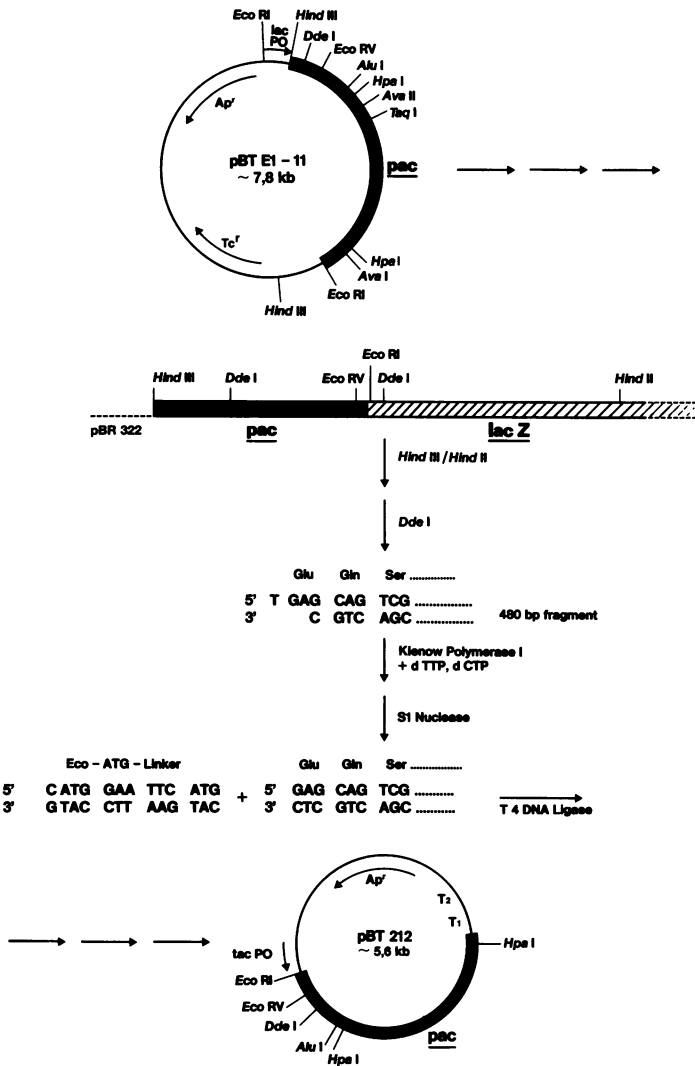 Eco RI
Hind III
lac
PO
Dde I
Eco RV
Alu I
Hpa I
Ava II
Taq I
Apʳ
pBT E1 – 11
~ 7,8 kb
pac
Tcʳ
Hpa I
Ava I
Eco RI
Hind III
Eco RI
Hind III
Dde I
Eco RV
Dde I
Hind II
pBR 322
pac
lac Z
Hind III / Hind II
Dde I
Glu Gln Ser ..............
5' T GAG CAG TCG ..................
3' C GTC AGC ..................
480 bp fragment
Klenow Polymerase I
+ d TTP, d CTP
S1 Nuclease
Eco – ATG – Linker
Glu Gln Ser ................
5' C ATG GAA TTC ATG + 5' GAG CAG TCG ............
3' G TAC CTT AAG TAC 3' CTC GTC AGC ............
T 4 DNA Ligase
Apʳ
T₂
T₁
pBT 212
~ 5,6 kb
Hpa I
tac PO
Eco RI
Eco RV
Dde I
Alu I
Hpa I
pac